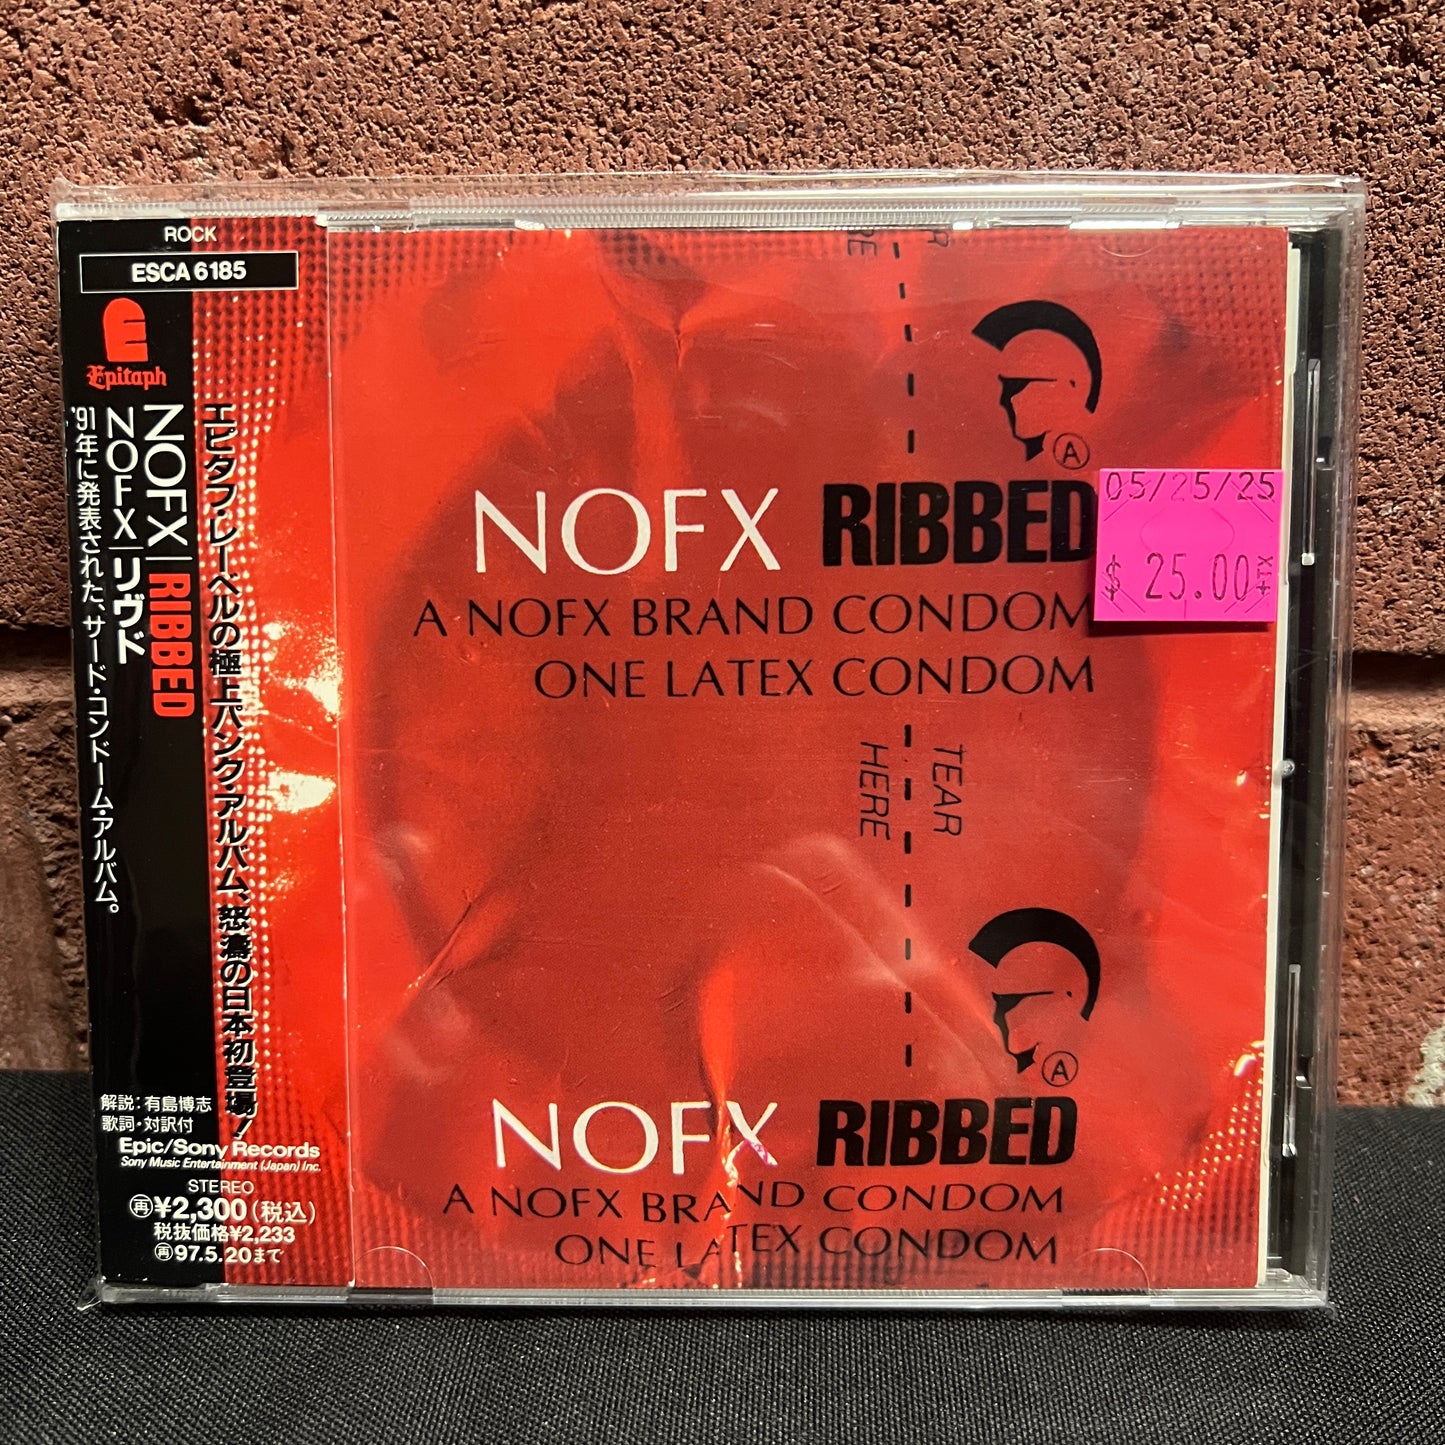 ROCK
ESCA 6185
Epitaph
NOFX|RIBBED
NOFX|リヴド
'91年に発表された、サード・コンドーム・アルバム。
エピタフ・レーベルの極上パンク・アルバム、怒濤の日本初登場!
解説:有島博志
歌詞・対訳付
Epic/Sony Records
Sony Music Entertainment (Japan) Inc.
STEREO
再¥2,300(税込)
税抜価格¥2,233
再97.5.20まで
R
RE
A
NOFX RIBBED
A NOFX BRAND CONDOM
ONE LATEX CONDOM
TEAR
HERE
A
NOFX RIBBED
A NOFX BRAND CONDOM
ONE LATEX CONDOM
05/25/25
$ 25.00+TX